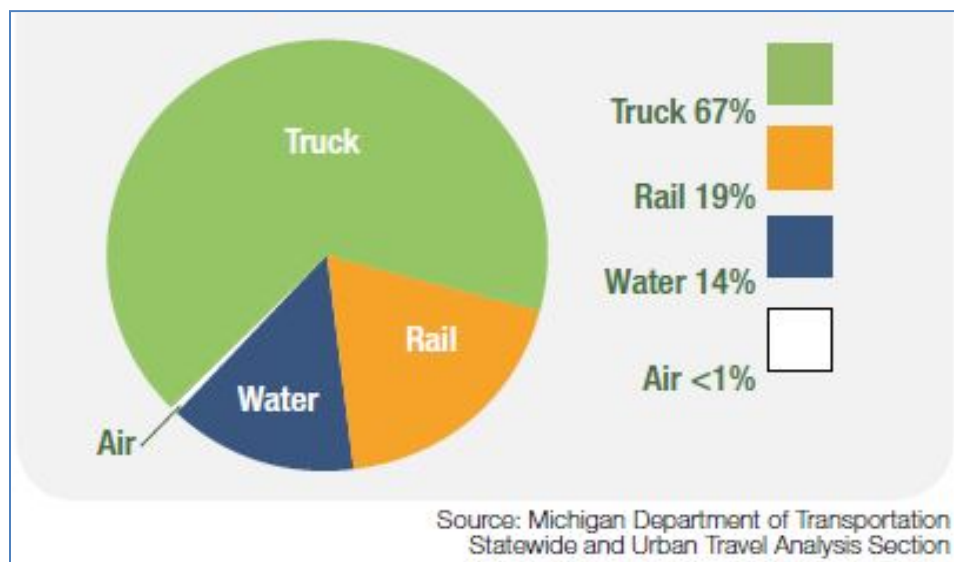 Truck
Rail
Water
Air
Truck 67%
Rail 19%
Water 14%
Air <1%
Source: Michigan Department of Transportation
Statewide and Urban Travel Analysis Section